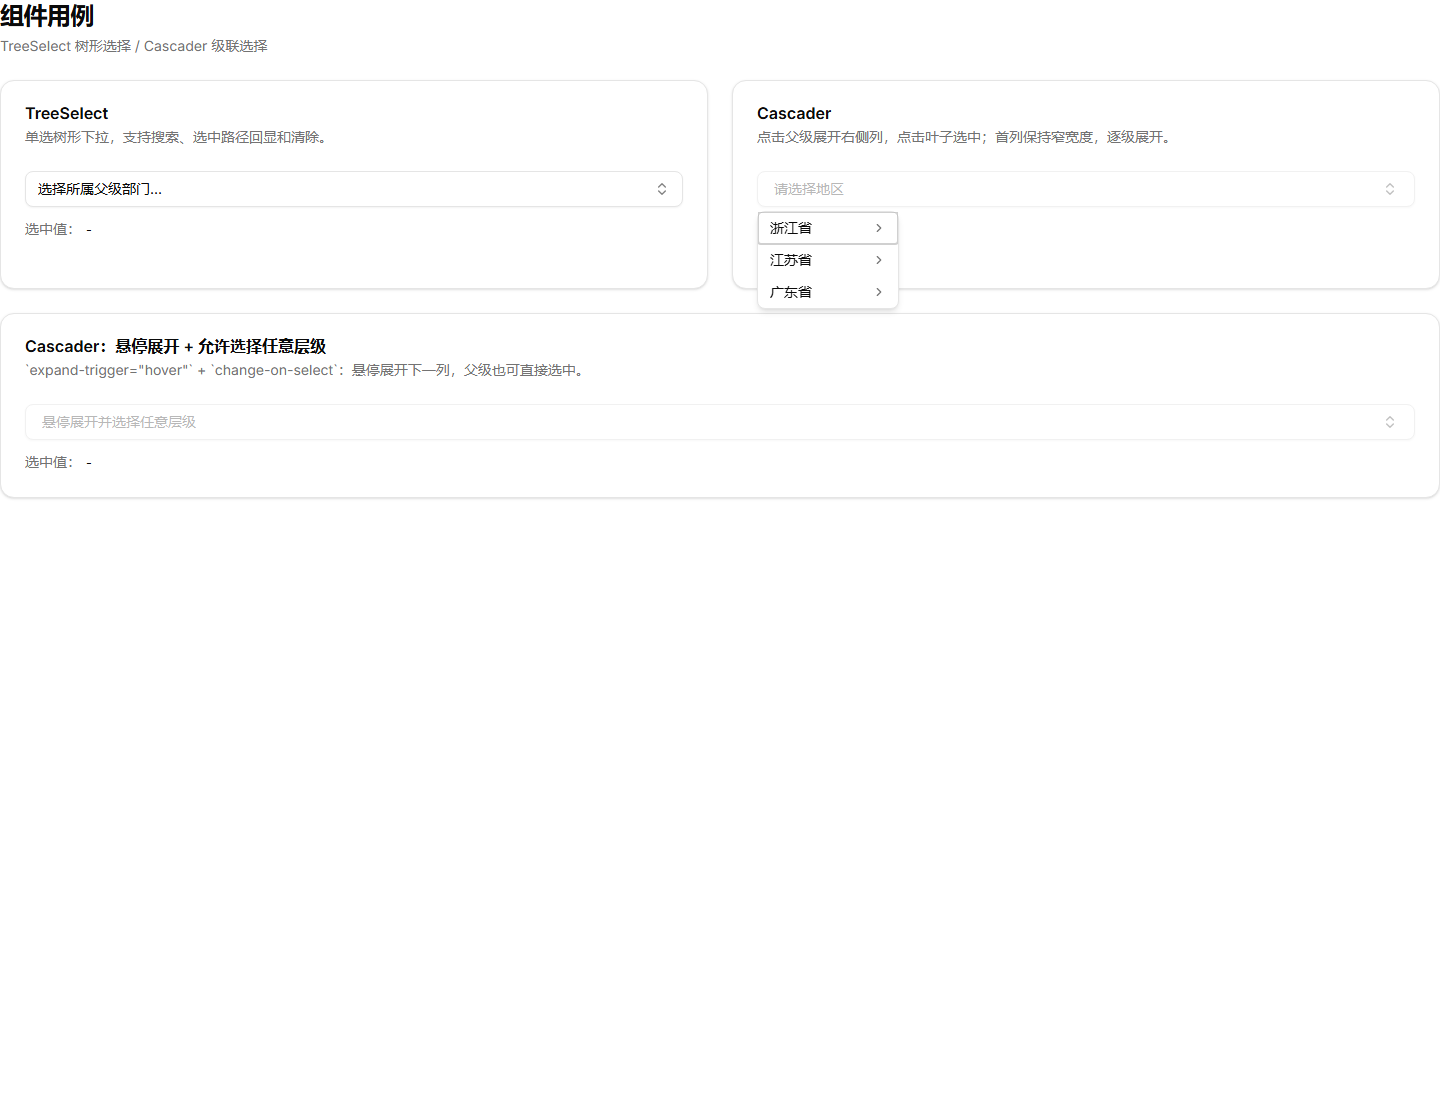 组件用例
TreeSelect 树形选择 / Cascader 级联选择
TreeSelect
单选树形下拉，支持搜索、选中路径回显和清除。
选择所属父级部门...
选中值： -
Cascader
点击父级展开右侧列，点击叶子选中；首列保持窄宽度，逐级展开。
请选择地区
浙江省
江苏省
广东省
Cascader：悬停展开 + 允许选择任意层级
`expand-trigger="hover"` + `change-on-select`：悬停展开下一列，父级也可直接选中。
悬停展开并选择任意层级
选中值： -